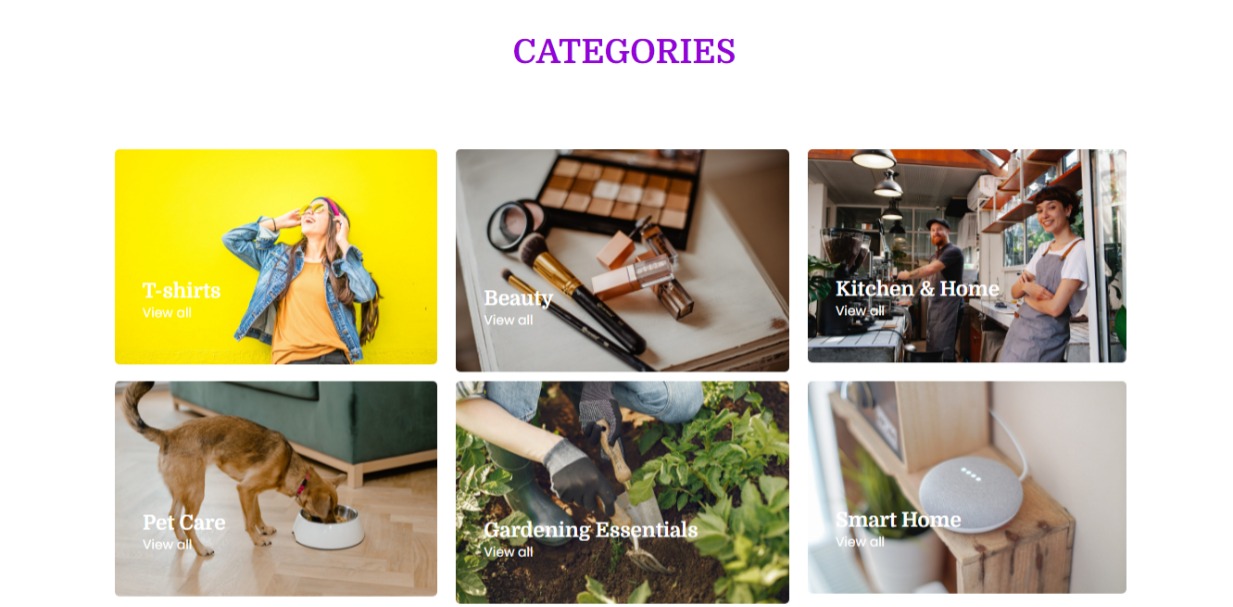 CATEGORIES
T-shirts
View all
Beauty
View all
Kitchen & Home
View all
Pet Care
View all
Gardening Essentials
View all
Smart Home
View all